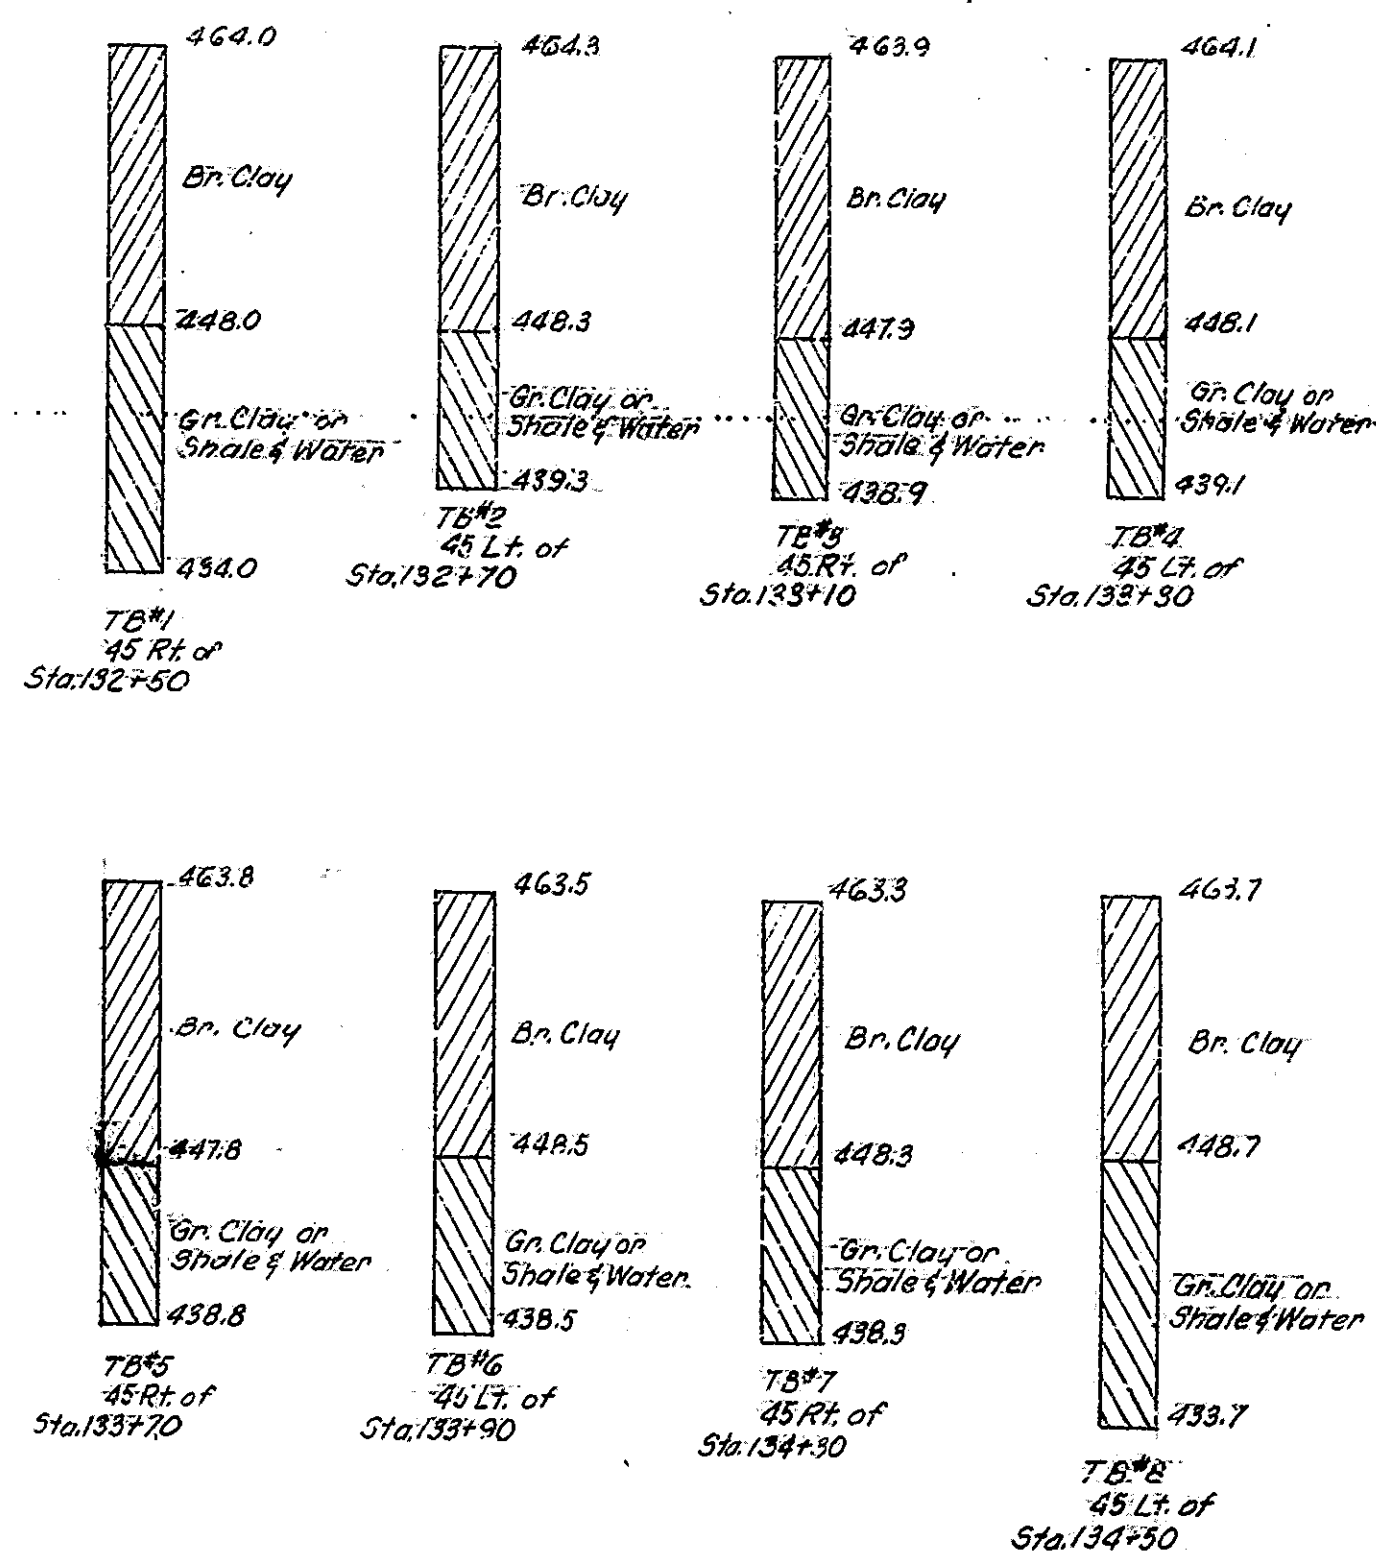 464.0
Br. Clay
448.0
Gr. Clay or
Shale & Water
434.0
TB#1
45 Rt. of
Sta. 132+50
464.3
Br. Clay
448.3
Gr. Clay or
Shale & Water
439.3
TB#2
45 Lt. of
Sta. 132+70
463.9
Br. Clay
447.9
Gr. Clay or
Shale & Water
438.9
TB#3
45 Rt. of
Sta. 133+10
464.1
Br. Clay
448.1
Gr. Clay or
Shale & Water
439.1
TB#4
45 Lt. of
Sta. 133+30
463.8
Br. Clay
447.8
Gr. Clay or
Shale & Water
438.8
TB#5
45 Rt. of
Sta. 133+70
463.5
Br. Clay
448.5
Gr. Clay or
Shale & Water
438.5
TB#6
45 Lt. of
Sta. 133+90
463.3
Br. Clay
448.3
Gr. Clay or
Shale & Water
438.3
TB#7
45 Rt. of
Sta. 134+30
463.7
Br. Clay
448.7
Gr. Clay or
Shale & Water
433.7
TB#8
45 Lt. of
Sta. 134+50